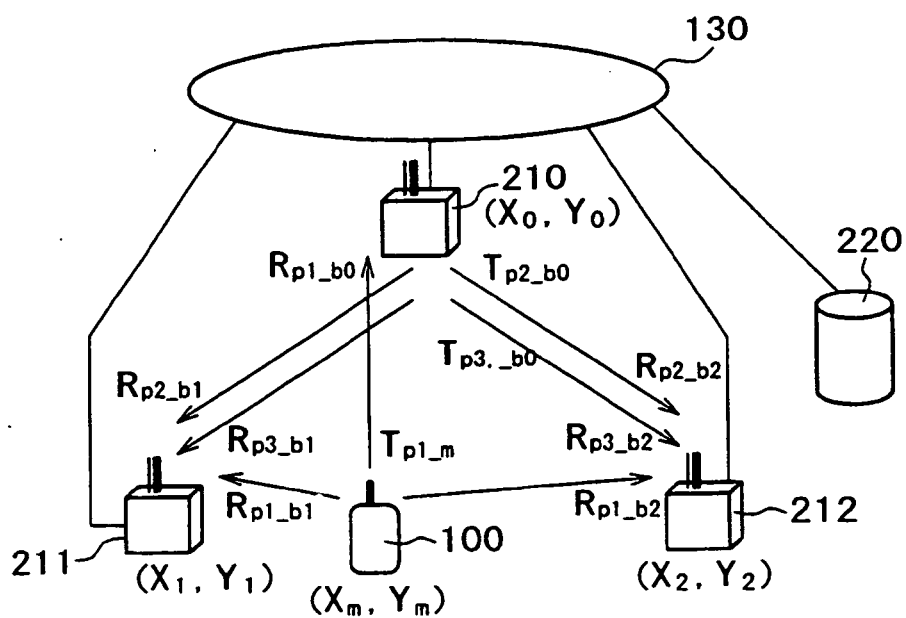 130
210
(X₀, Y₀)
220
Rp1_b0
Tp2_b0
Tp3._b0
Rp2_b1
Rp2_b2
Rp3_b1
Tp1_m
Rp3_b2
Rp1_b1
Rp1_b2
211
100
212
(X₁, Y₁)
(Xm, Ym)
(X₂, Y₂)